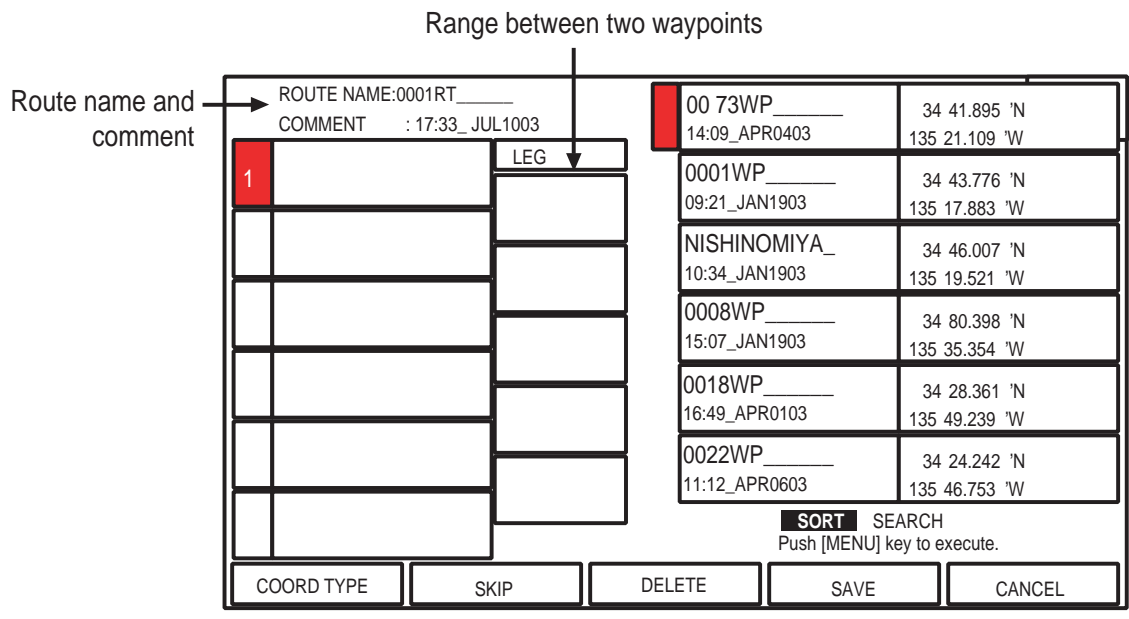 Range between two waypoints
Route name and
comment
ROUTE NAME:0001RT______
COMMENT : 17:33_ JUL1003
1
LEG
00 73WP______ 34 41.895 'N
14:09_APR0403 135 21.109 'W
0001WP______ 34 43.776 'N
09:21_JAN1903 135 17.883 'W
NISHINOMIYA_ 34 46.007 'N
10:34_JAN1903 135 19.521 'W
0008WP______ 34 80.398 'N
15:07_JAN1903 135 35.354 'W
0018WP______ 34 28.361 'N
16:49_APR0103 135 49.239 'W
0022WP______ 34 24.242 'N
11:12_APR0603 135 46.753 'W
SORT SEARCH
Push [MENU] key to execute.
COORD TYPE SKIP DELETE SAVE CANCEL